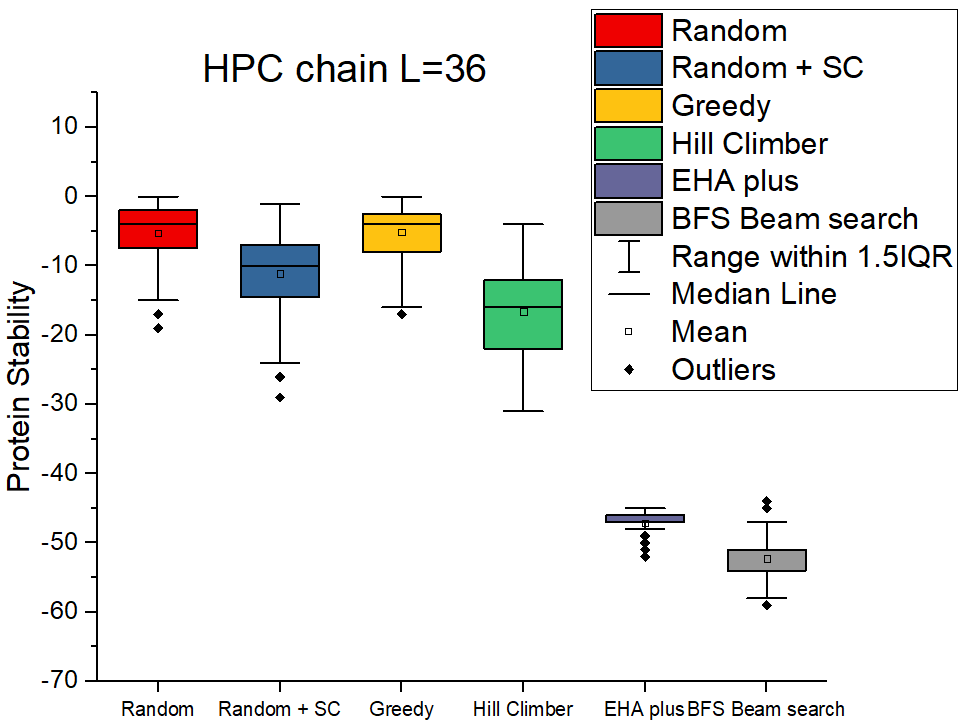 HPC chain L=36
Random
Random + SC
Greedy
Hill Climber
EHA plus
BFS Beam search
Range within 1.5IQR
Median Line
Mean
Outliers
Protein Stability
10
0
-10
-20
-30
-40
-50
-60
-70
Random
Random + SC
Greedy
Hill Climber
EHA plus
BFS Beam search